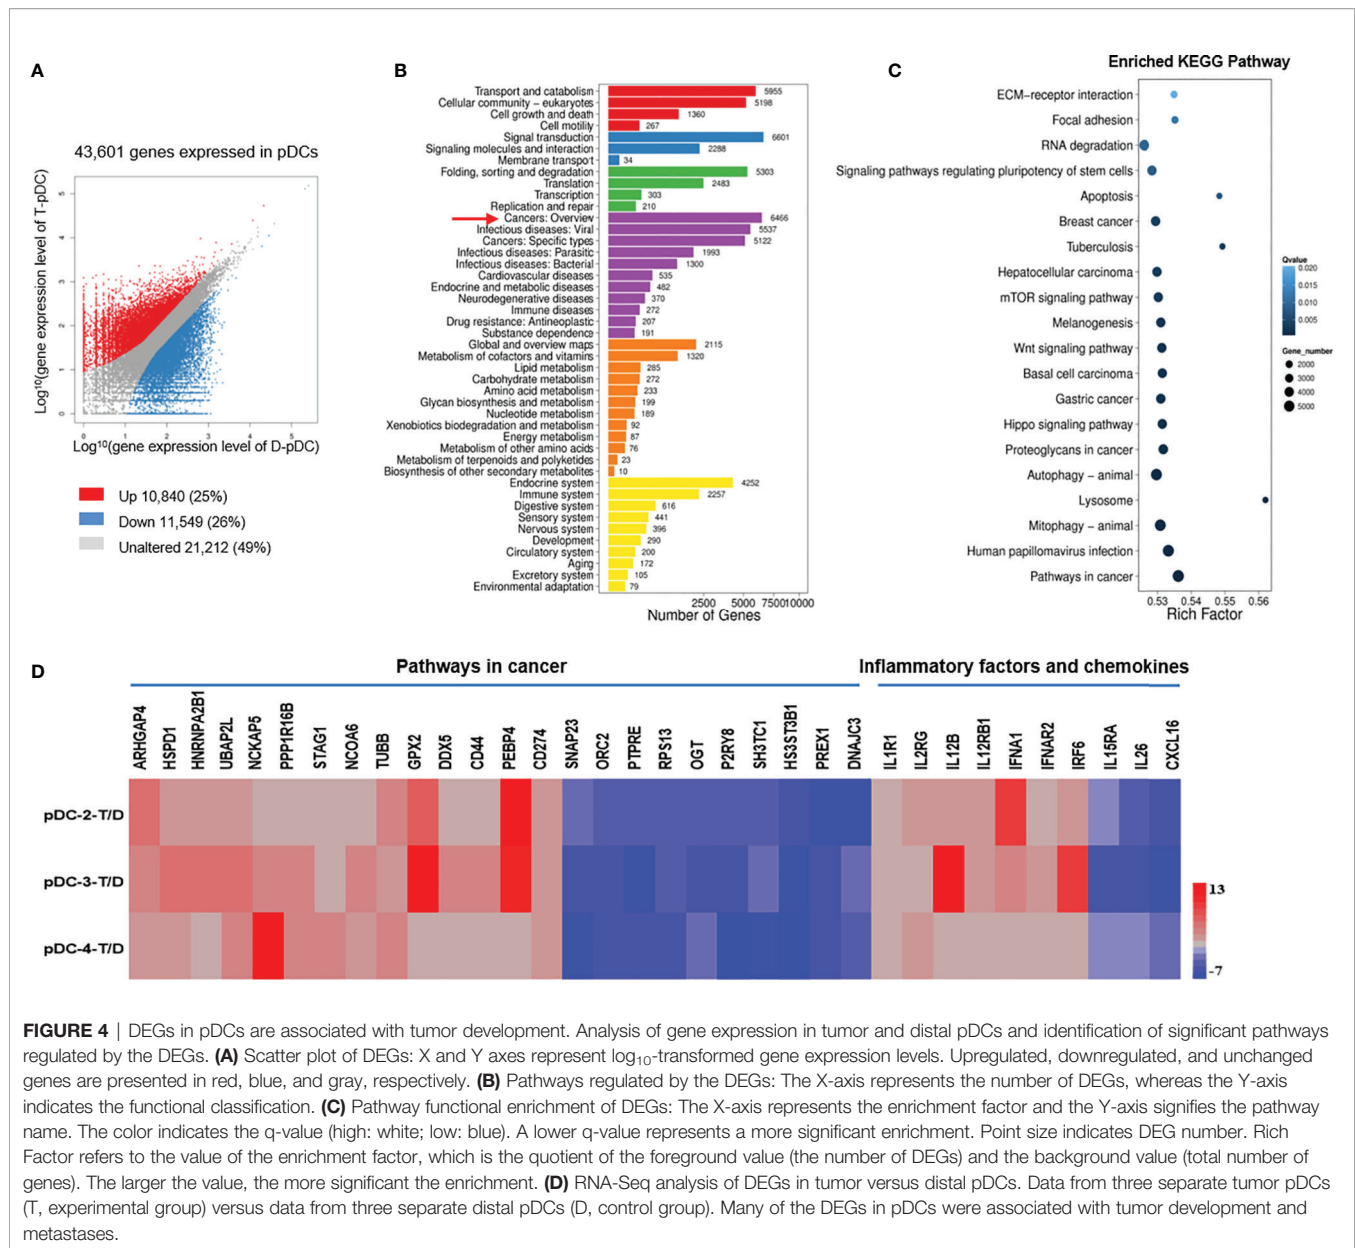 A
43,601 genes expressed in pDCs
Log¹⁰(gene expression level of T-pDC)
5
4
3
2
1
0
0
1
2
3
4
5
Log¹⁰(gene expression level of D-pDC)
Up 10,840 (25%)
Down 11,549 (26%)
Unaltered 21,212 (49%)
B
Transport and catabolism 5955
Cellular community – eukaryotes 5198
Cell growth and death 1360
Cell motility 267
Signal transduction 6601
Signaling molecules and interaction 2288
Membrane transport 34
Folding, sorting and degradation 5303
Translation 2483
Transcription 303
Replication and repair 210
Cancers: Overview 6466
Infectious diseases: Viral 5537
Cancers: Specific types 5122
Infectious diseases: Parasitic 1993
Infectious diseases: Bacterial 1300
Cardiovascular diseases 535
Endocrine and metabolic diseases 482
Neurodegenerative diseases 370
Immune diseases 272
Drug resistance: Antineoplastic 207
Substance dependence 191
Global and overview maps 2115
Metabolism of cofactors and vitamins 1320
Lipid metabolism 285
Carbohydrate metabolism 272
Amino acid metabolism 233
Glycan biosynthesis and metabolism 199
Nucleotide metabolism 189
Xenobiotics biodegradation and metabolism 92
Energy metabolism 87
Metabolism of other amino acids 76
Metabolism of terpenoids and polyketides 23
Biosynthesis of other secondary metabolites 10
Endocrine system 4252
Immune system 2257
Digestive system 616
Sensory system 441
Nervous system 396
Development 290
Circulatory system 200
Aging 172
Excretory system 105
Environmental adaptation 79
2500 5000 7500 10000
Number of Genes
C
Enriched KEGG Pathway
ECM–receptor interaction
Focal adhesion
RNA degradation
Signaling pathways regulating pluripotency of stem cells
Apoptosis
Breast cancer
Tuberculosis
Hepatocellular carcinoma
mTOR signaling pathway
Melanogenesis
Wnt signaling pathway
Basal cell carcinoma
Gastric cancer
Hippo signaling pathway
Proteoglycans in cancer
Autophagy – animal
Lysosome
Mitophagy – animal
Human papillomavirus infection
Pathways in cancer
0.53 0.54 0.55 0.56
Rich Factor
Qvalue
0.020
0.015
0.010
0.005
Gene_number
2000
3000
4000
5000
D
Pathways in cancer
Inflammatory factors and chemokines
ARHGAP4
HSPD1
HNRNPA2B1
UBAP2L
NCKAP5
PPP1R16B
STAG1
NCOA6
TUBB
GPX2
DDX5
CD44
PEBP4
CD274
SNAP23
ORC2
PTPRE
RPS13
OGT
P2RY8
SH3TC1
HS3ST3B1
PREX1
DNAJC3
IL1R1
IL2RG
IL12B
IL12RB1
IFNA1
IFNAR2
IRF6
IL15RA
IL26
CXCL16
pDC-2-T/D
pDC-3-T/D
pDC-4-T/D
13
-7
FIGURE 4 | DEGs in pDCs are associated with tumor development. Analysis of gene expression in tumor and distal pDCs and identification of significant pathways
regulated by the DEGs. (A) Scatter plot of DEGs: X and Y axes represent log₁₀-transformed gene expression levels. Upregulated, downregulated, and unchanged
genes are presented in red, blue, and gray, respectively. (B) Pathways regulated by the DEGs: The X-axis represents the number of DEGs, whereas the Y-axis
indicates the functional classification. (C) Pathway functional enrichment of DEGs: The X-axis represents the enrichment factor and the Y-axis signifies the pathway
name. The color indicates the q-value (high: white; low: blue). A lower q-value represents a more significant enrichment. Point size indicates DEG number. Rich
Factor refers to the value of the enrichment factor, which is the quotient of the foreground value (the number of DEGs) and the background value (total number of
genes). The larger the value, the more significant the enrichment. (D) RNA-Seq analysis of DEGs in tumor versus distal pDCs. Data from three separate tumor pDCs
(T, experimental group) versus data from three separate distal pDCs (D, control group). Many of the DEGs in pDCs were associated with tumor development and
metastases.